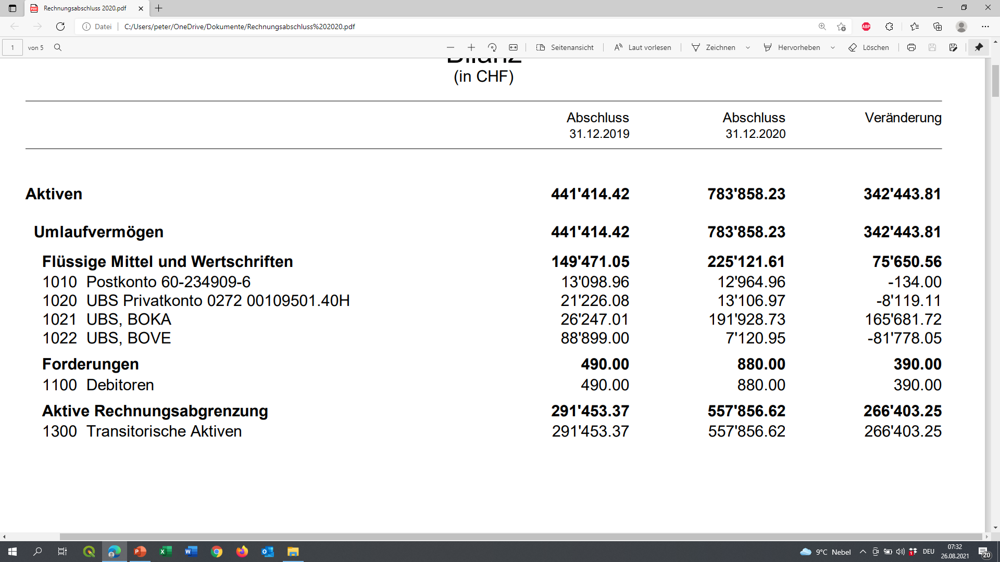 Rechnungsabschluss 2020.pdf
Datei
C:/Users/peter/OneDrive/Dokumente/Rechnungsabschluss%202020.pdf
ABP
1 von 5
Seitenansicht
Laut vorlesen
Zeichnen
Hervorheben
Löschen
Bilanz
(in CHF)
Abschluss Abschluss Veränderung
31.12.2019 31.12.2020
Aktiven 441'414.42 783'858.23 342'443.81
Umlaufvermögen 441'414.42 783'858.23 342'443.81
Flüssige Mittel und Wertschriften 149'471.05 225'121.61 75'650.56
1010 Postkonto 60-234909-6 13'098.96 12'964.96 -134.00
1020 UBS Privatkonto 0272 00109501.40H 21'226.08 13'106.97 -8'119.11
1021 UBS, BOKA 26'247.01 191'928.73 165'681.72
1022 UBS, BOVE 88'899.00 7'120.95 -81'778.05
Forderungen 490.00 880.00 390.00
1100 Debitoren 490.00 880.00 390.00
Aktive Rechnungsabgrenzung 291'453.37 557'856.62 266'403.25
1300 Transitorische Aktiven 291'453.37 557'856.62 266'403.25
9°C Nebel
DEU
07:32
26.08.2021
20